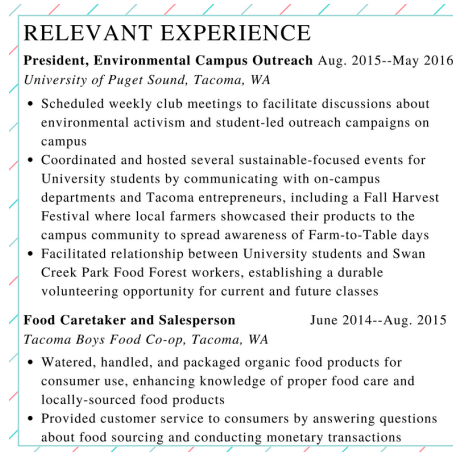 RELEVANT EXPERIENCE
President, Environmental Campus Outreach Aug. 2015--May 2016
University of Puget Sound, Tacoma, WA
• Scheduled weekly club meetings to facilitate discussions about
environmental activism and student-led outreach campaigns on
campus
• Coordinated and hosted several sustainable-focused events for
University students by communicating with on-campus
departments and Tacoma entrepreneurs, including a Fall Harvest
Festival where local farmers showcased their products to the
campus community to spread awareness of Farm-to-Table days
• Facilitated relationship between University students and Swan
Creek Park Food Forest workers, establishing a durable
volunteering opportunity for current and future classes
Food Caretaker and Salesperson June 2014--Aug. 2015
Tacoma Boys Food Co-op, Tacoma, WA
• Watered, handled, and packaged organic food products for
consumer use, enhancing knowledge of proper food care and
locally-sourced food products
• Provided customer service to consumers by answering questions
about food sourcing and conducting monetary transactions